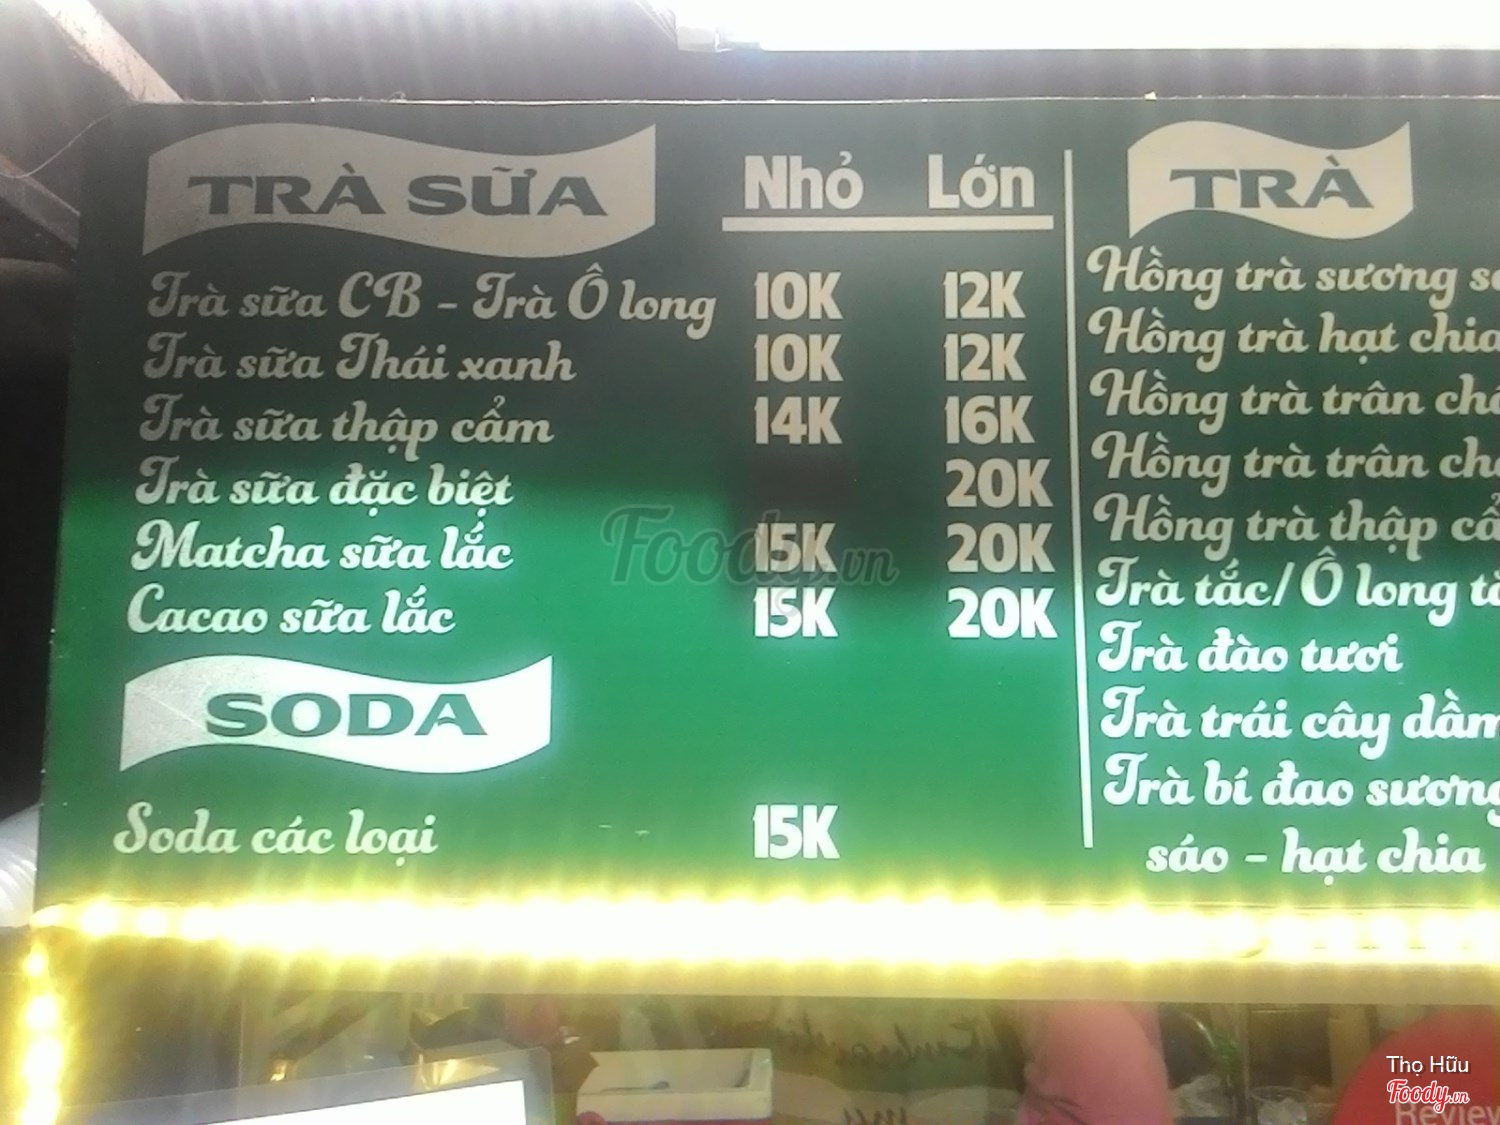 TRÀ SỮA Nhỏ Lớn
Trà sữa CB - Trà Ô long 10K 12K
Trà sữa Thái xanh 10K 12K
Trà sữa thập cẩm 14K 16K
Trà sữa đặc biệt 20K
Matcha sữa lắc 15K 20K
Cacao sữa lắc 15K 20K
SODA
Soda các loại 15K
TRÀ
Hồng trà sương
Hồng trà hạt chia
Hồng trà trân
Hồng trà trân
Hồng trà thập
Trà tắc/Ô long
Trà đào tươi
Trà trái cây dầm
Trà bí đao sương
sáo - hạt chia
Foody.vn
Thọ Hữu
Foody.vn
Review